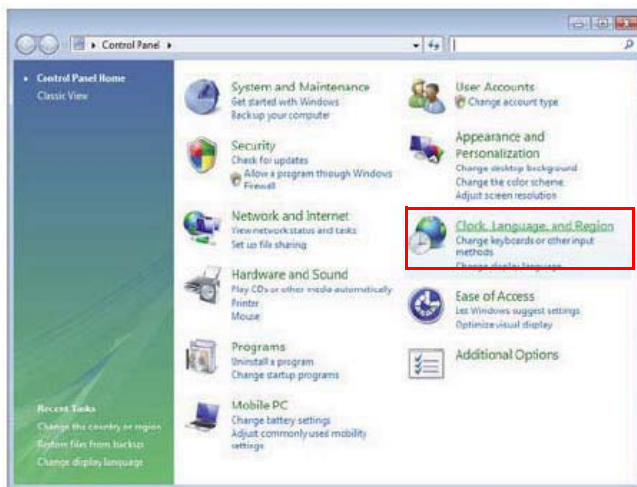 Control Panel
Control Panel Home
Classic View
System and Maintenance
Get started with Windows
Back up your computer
Security
Check for updates
Allow a program through Windows
Firewall
Network and Internet
View network status and tasks
Set up file sharing
Hardware and Sound
Play CDs or other media automatically
Printer
Mouse
Programs
Uninstall a program
Change startup programs
Mobile PC
Change battery settings
Adjust commonly used mobility
settings
User Accounts
Change account type
Appearance and
Personalization
Change desktop background
Change the color scheme
Adjust screen resolution
Clock, Language, and Region
Change keyboards or other input
methods
Change display language
Ease of Access
Let Windows suggest settings
Optimize visual display
Additional Options
Recent Tasks
Change the country or region
Restore files from backup
Change display language